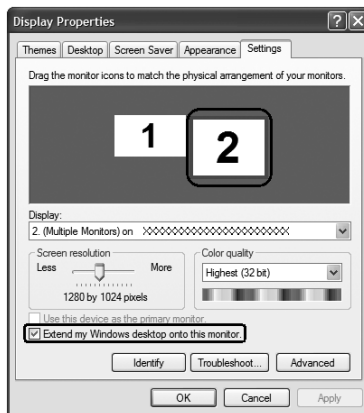 Display Properties
Themes Desktop Screen Saver Appearance Settings
Drag the monitor icons to match the physical arrangement of your monitors.
1 2
Display:
2. (Multiple Monitors) on XXXXXXXXXXXXXXXXXXXXXXXX
Screen resolution
Less More
1280 by 1024 pixels
Color quality
Highest (32 bit)
Use this device as the primary monitor.
Extend my Windows desktop onto this monitor.
Identify Troubleshoot... Advanced
OK Cancel Apply